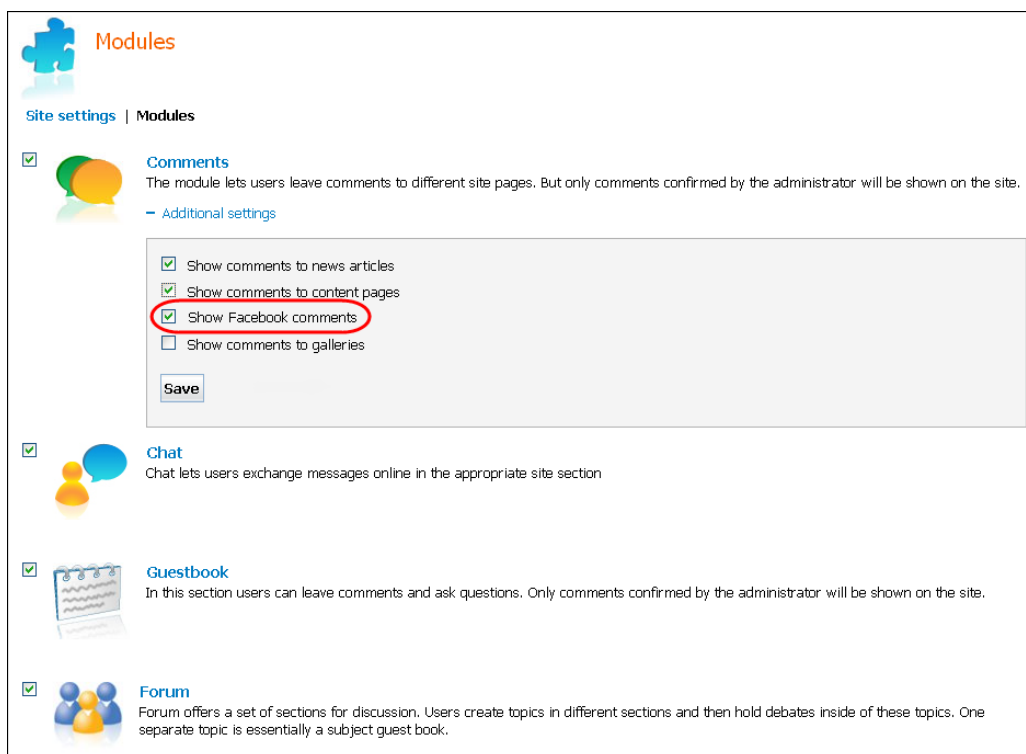 Modules
Site settings | Modules
Comments
The module lets users leave comments to different site pages. But only comments confirmed by the administrator will be shown on the site.
− Additional settings
Show comments to news articles
Show comments to content pages
Show Facebook comments
Show comments to galleries
Save
Chat
Chat lets users exchange messages online in the appropriate site section
Guestbook
In this section users can leave comments and ask questions. Only comments confirmed by the administrator will be shown on the site.
Forum
Forum offers a set of sections for discussion. Users create topics in different sections and then hold debates inside of these topics. One
separate topic is essentially a subject guest book.